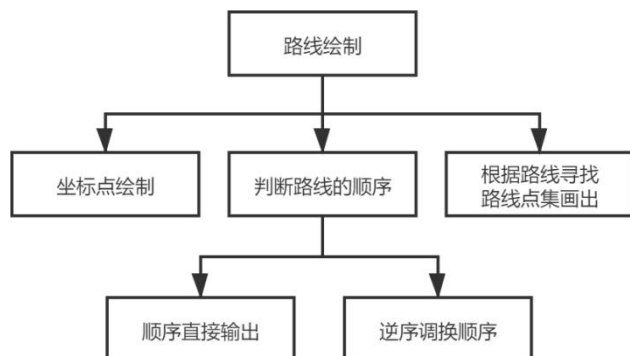 路线绘制
坐标点绘制
判断路线的顺序
根据路线寻找
路线点集画出
顺序直接输出
逆序调换顺序